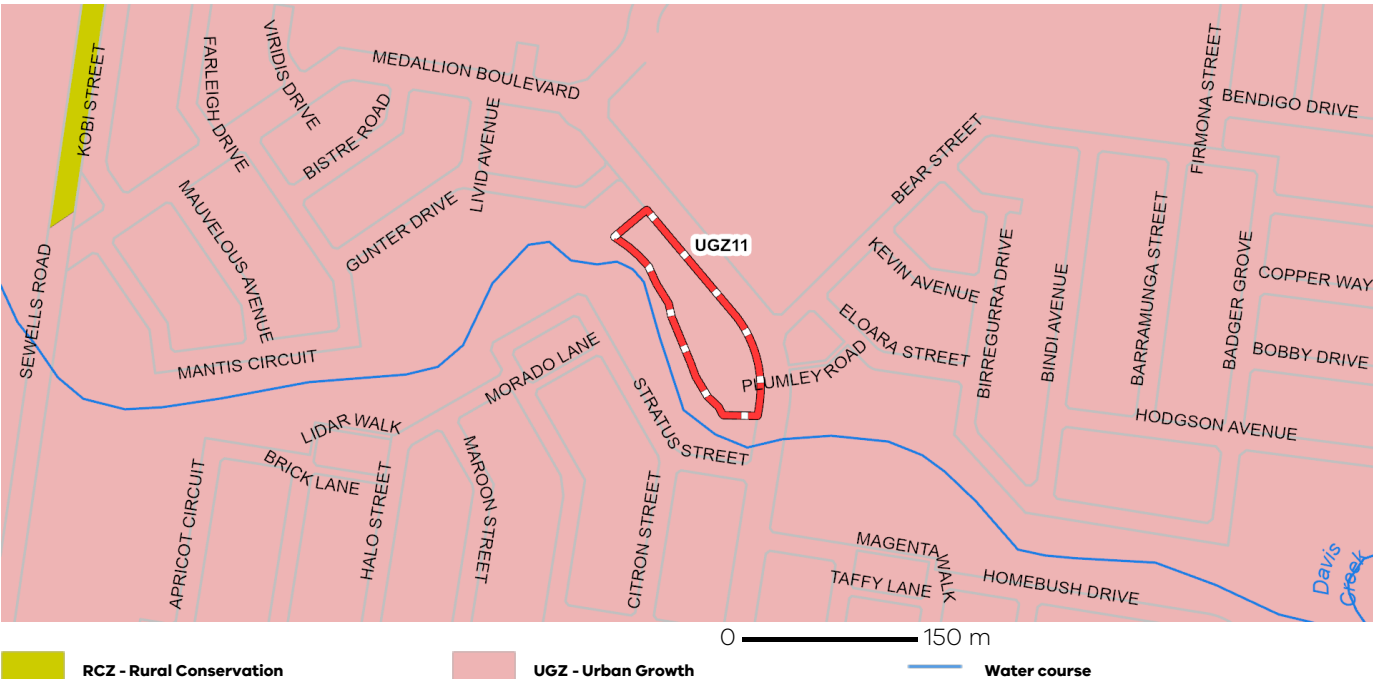 KOBI STREET
FARLEIGH DRIVE
VIRIDIS DRIVE
MEDALLION BOULEVARD
FIRMONA STREET
BENDIGO DRIVE
BISTRE ROAD
LIVID AVENUE
BEAR STREET
MAUVELOUS AVENUE
GUNTER DRIVE
UGZ11
KEVIN AVENUE
BIRREGURRA DRIVE
BINDI AVENUE
BARRAMUNGA STREET
BADGER GROVE
COPPER WAY
SEWELLS ROAD
ELOARA STREET
BOBBY DRIVE
MANTIS CIRCUIT
MORADO LANE
PLUMLEY ROAD
STRATUS STREET
HODGSON AVENUE
LIDAR WALK
BRICK LANE
APRICOT CIRCUIT
HALO STREET
MAROON STREET
CITRON STREET
MAGENTA WALK
TAFFY LANE
HOMEBUSH DRIVE
Davis
Creek
0 150 m
RCZ - Rural Conservation
UGZ - Urban Growth
Water course